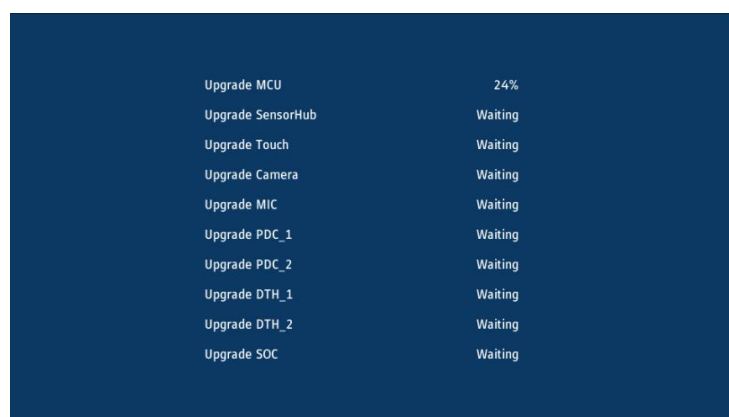 Upgrade MCU 24%
Upgrade SensorHub Waiting
Upgrade Touch Waiting
Upgrade Camera Waiting
Upgrade MIC Waiting
Upgrade PDC_1 Waiting
Upgrade PDC_2 Waiting
Upgrade DTH_1 Waiting
Upgrade DTH_2 Waiting
Upgrade SOC Waiting